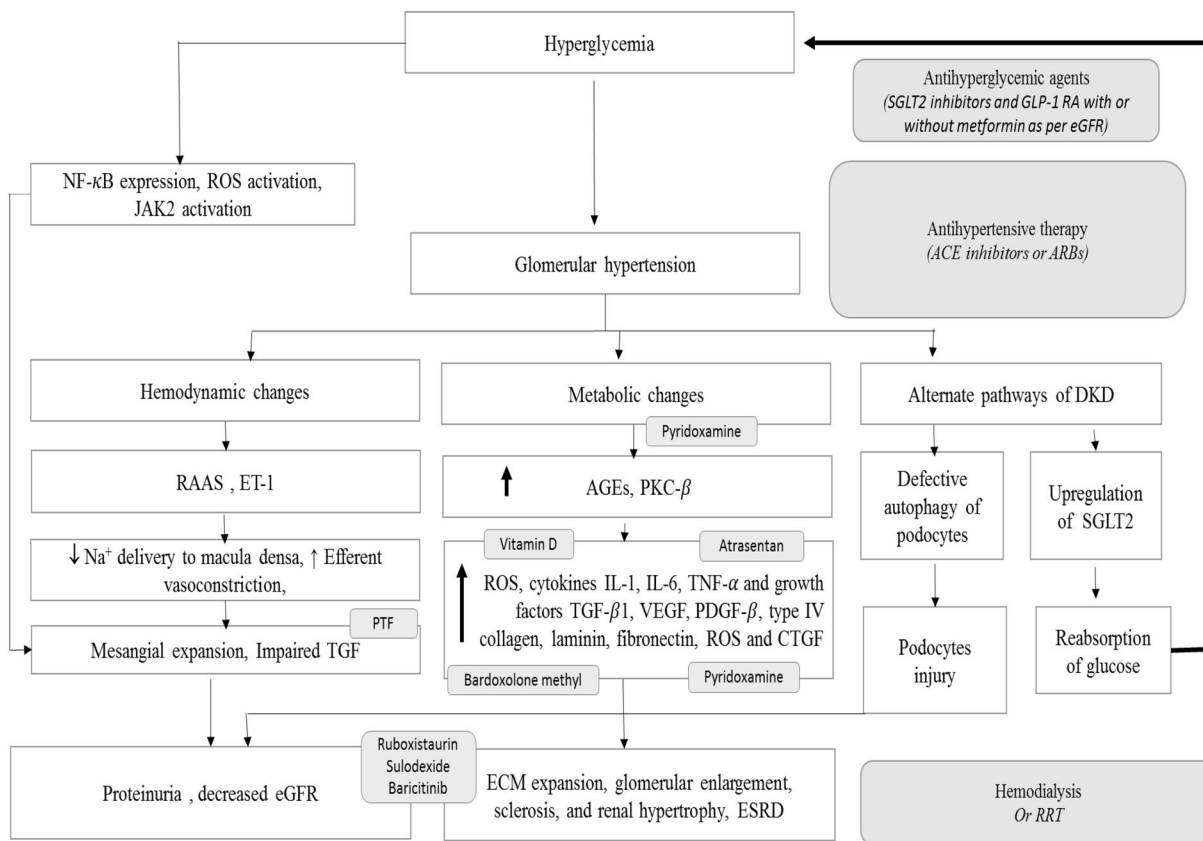 Hyperglycemia
Antihyperglycemic agents
(SGLT2 inhibitors and GLP-1 RA with or
without metformin as per eGFR)
NF-κB expression, ROS activation,
JAK2 activation
Antihypertensive therapy
(ACE inhibitors or ARBs)
Glomerular hypertension
Hemodynamic changes
Metabolic changes
Alternate pathways of DKD
Pyridoxamine
RAAS , ET-1
↑ AGEs, PKC-β
Defective
autophagy of
podocytes
Upregulation
of SGLT2
↓ Na⁺ delivery to macula densa, ↑ Efferent
vasoconstriction,
Vitamin D
Atrasentan
↑ ROS, cytokines IL-1, IL-6, TNF-α and growth
factors TGF-β1, VEGF, PDGF-β, type IV
collagen, laminin, fibronectin, ROS and CTGF
PTF
Mesangial expansion, Impaired TGF
Bardoxolone methyl
Pyridoxamine
Podocytes
injury
Reabsorption
of glucose
Proteinuria , decreased eGFR
Ruboxistaurin
Sulodexide
Baricitinib
ECM expansion, glomerular enlargement,
sclerosis, and renal hypertrophy, ESRD
Hemodialysis
Or RRT